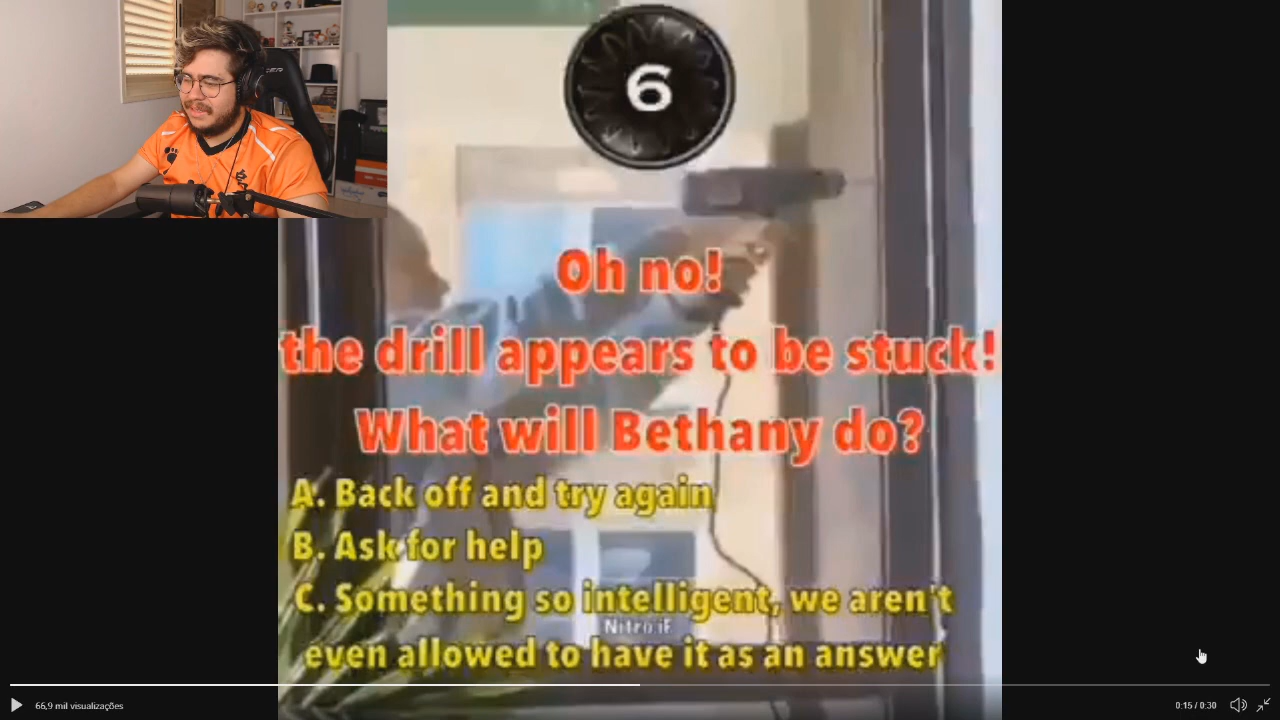 6
Oh no!
the drill appears to be stuck!
What will Bethany do?
A. Back off and try again
B. Ask for help
C. Something so intelligent, we aren't
Nitro iF
even allowed to have it as an answer
66,9 mil visualizações
0:15 / 0:30